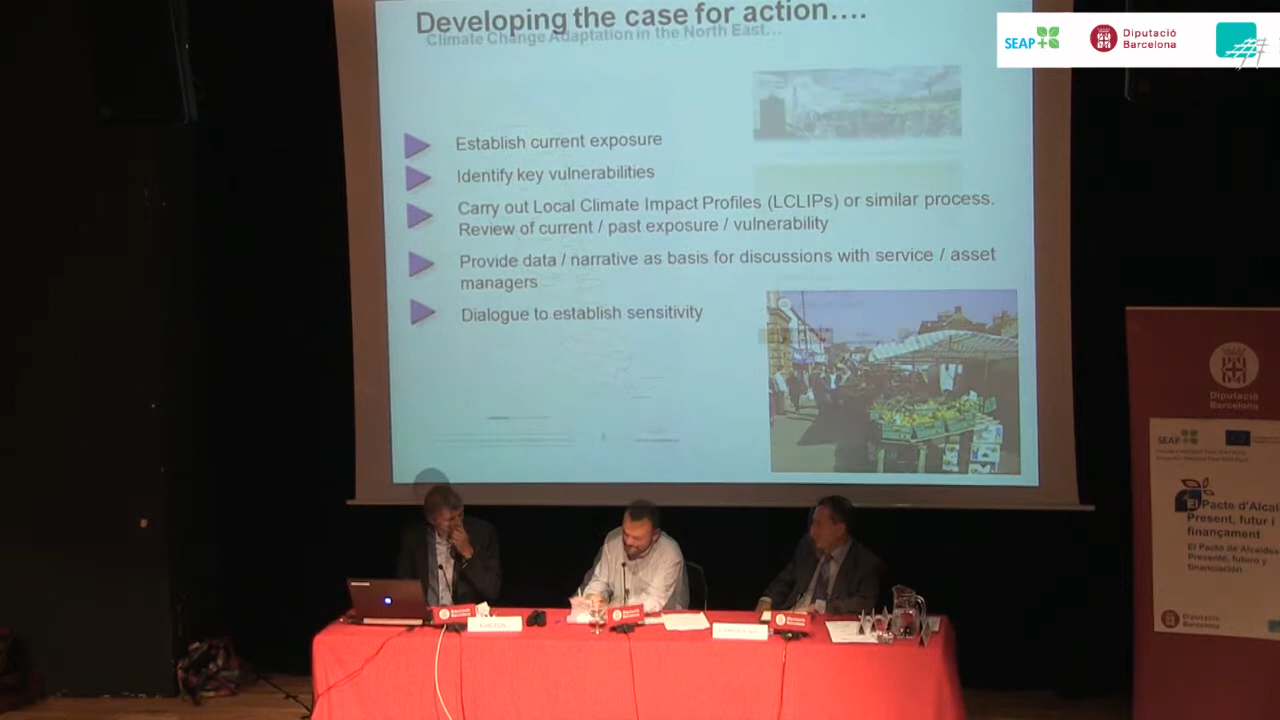 Developing the case for action....
Climate Change Adaptation in the North East...
Establish current exposure
Identify key vulnerabilities
Carry out Local Climate Impact Profiles (LCLIPs) or similar process.
Review of current / past exposure / vulnerability
Provide data / narrative as basis for discussions with service / asset
managers
Dialogue to establish sensitivity
SEAP
Diputació
Barcelona
Diputació
Barcelona
SEAP
El Pacte d'Alcal
Present, futur i
finançament
El Pacto de Alcaldes
Presente, futuro y
financiación
Diputació
Barcelona
Diputació
Barcelona